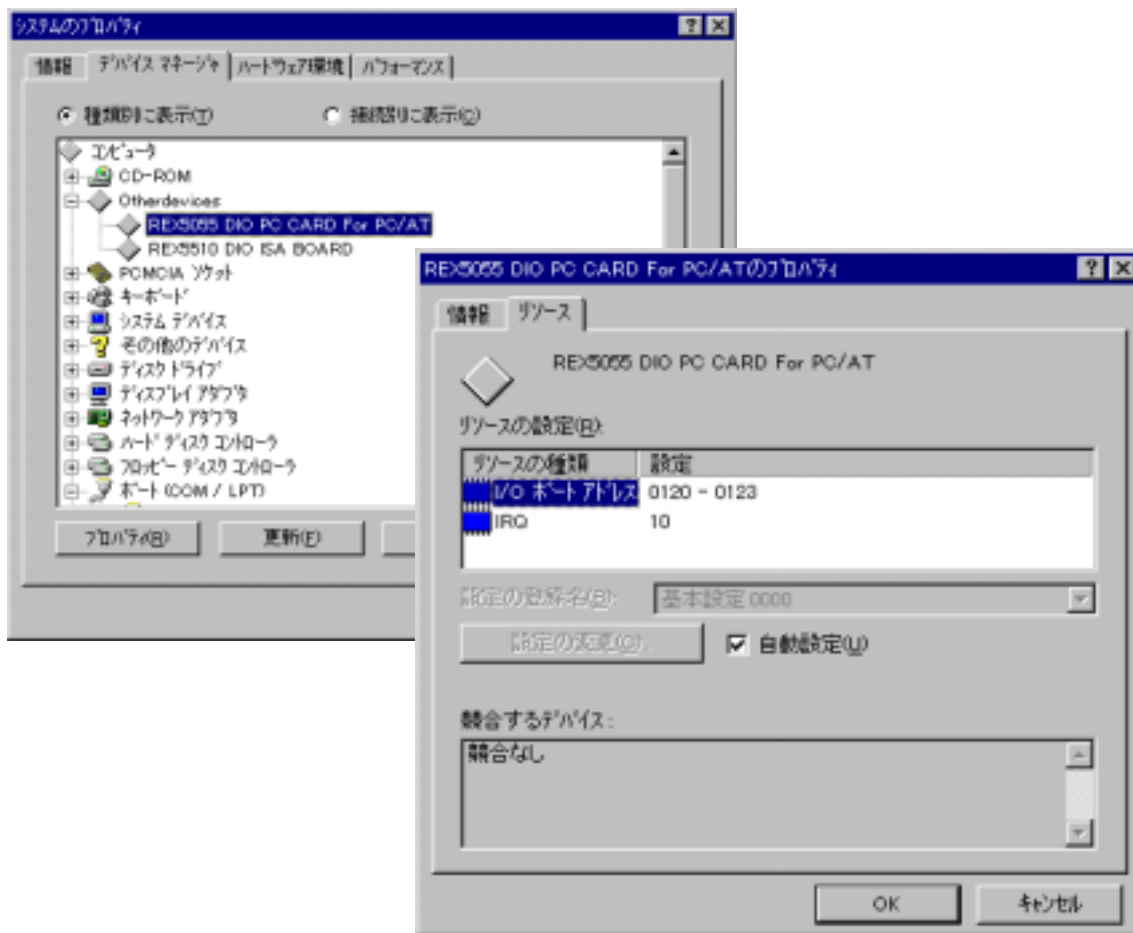 システムのプロパティ
情報 デバイス マネージャ ハードウェア環境 パフォーマンス
種類別に表示(T) 接続別に表示(C)
コンピュータ
CD-ROM
Otherdevices
REX5055 DIO PC CARD For PC/AT
REX5510 DIO ISA BOARD
PCMCIA ソケット
キーボード
システム デバイス
その他のデバイス
ディスク ドライブ
ディスプレイ アダプタ
ネットワーク アダプタ
ハード ディスク コントローラ
フロッピー ディスク コントローラ
ポート (COM / LPT)
プロパティ(R) 更新(F)
REX5055 DIO PC CARD For PC/ATのプロパティ
情報 リソース
REX5055 DIO PC CARD For PC/AT
リソースの設定(R):
リソースの種類 設定
I/O ポート アドレス 0120 - 0123
IRQ 10
設定の登録名(B): 基本設定 0000
設定の変更(C)... 自動設定(U)
競合するデバイス:
競合なし
OK キャンセル